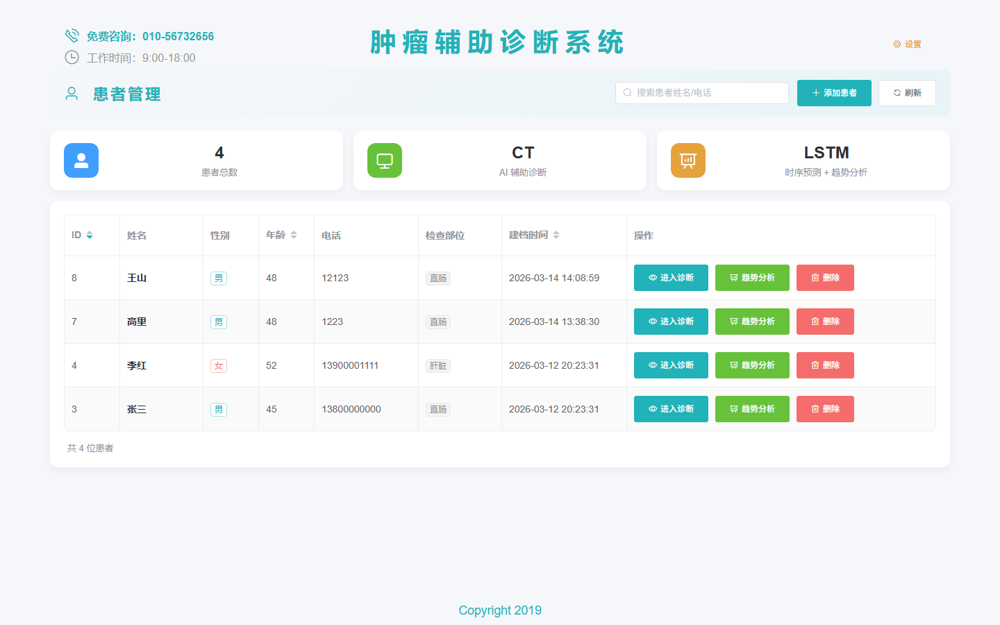 免费咨询：010-56732656
工作时间：9:00-18:00
肿瘤辅助诊断系统
设置
患者管理
搜索患者姓名/电话
添加患者
刷新
4
患者总数
CT
AI 辅助诊断
LSTM
时序预测 + 趋势分析
ID 姓名 性别 年龄 电话 检查部位 建档时间 操作
8 王山 男 48 12123 直肠 2026-03-14 14:08:59 进入诊断 趋势分析 删除
7 高里 男 48 1223 直肠 2026-03-14 13:38:30 进入诊断 趋势分析 删除
4 李红 女 52 13900001111 肝脏 2026-03-12 20:23:31 进入诊断 趋势分析 删除
3 张三 男 45 13800000000 直肠 2026-03-12 20:23:31 进入诊断 趋势分析 删除
共 4 位患者
Copyright 2019